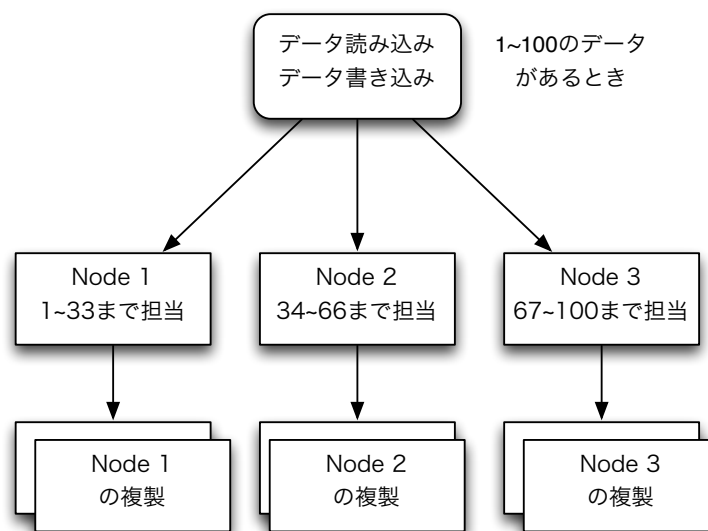 データ読み込み
データ書き込み
1~100のデータ
があるとき
Node 1
1~33まで担当
Node 2
34~66まで担当
Node 3
67~100まで担当
Node 1
の複製
Node 2
の複製
Node 3
の複製